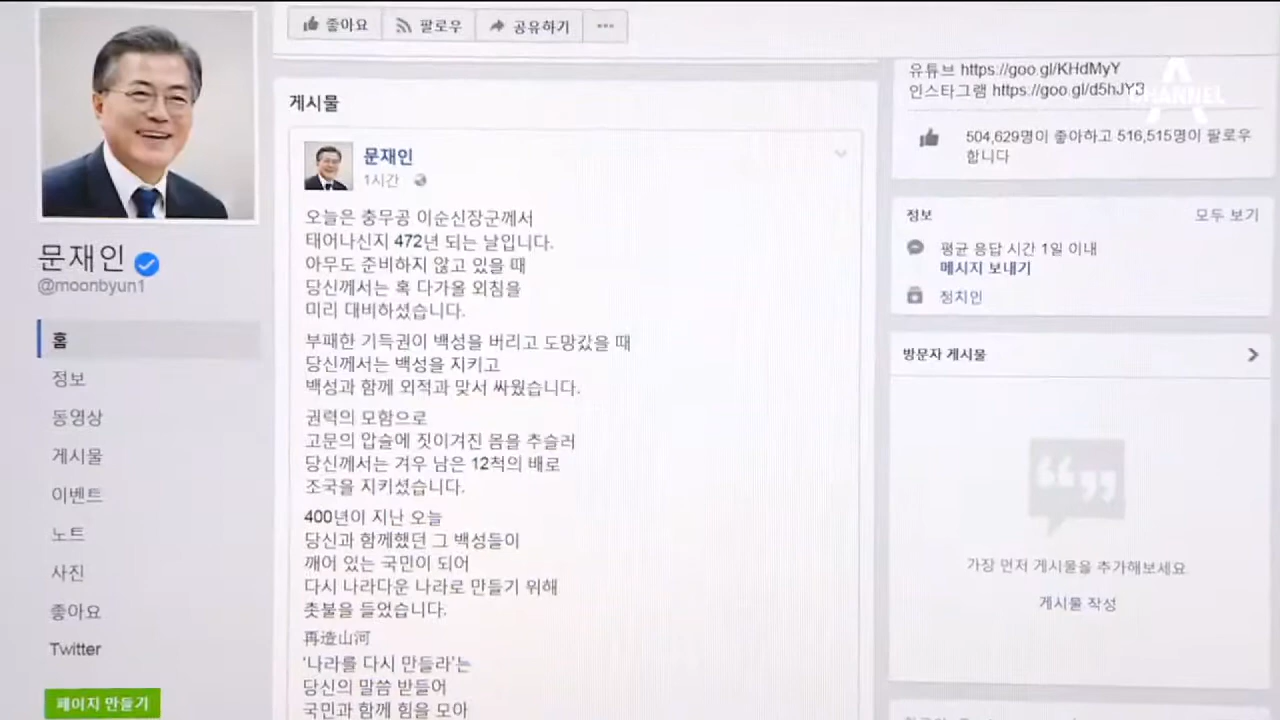 좋아요 팔로우 공유하기 ...
문재인
@moonbyun1
홈
정보
동영상
게시물
이벤트
노트
사진
좋아요
Twitter
페이지 만들기
게시물
문재인
1시간
오늘은 충무공 이순신장군께서
태어나신지 472년 되는 날입니다.
아무도 준비하지 않고 있을 때
당신께서는 혹 다가올 외침을
미리 대비하셨습니다.
부패한 기득권이 백성을 버리고 도망갔을 때
당신께서는 백성을 지키고
백성과 함께 외적과 맞서 싸웠습니다.
권력의 모함으로
고문의 압슬에 짓이겨진 몸을 추슬러
당신께서는 겨우 남은 12척의 배로
조국을 지키셨습니다.
400년이 지난 오늘
당신과 함께했던 그 백성들이
깨어 있는 국민이 되어
다시 나라다운 나라로 만들기 위해
촛불을 들었습니다.
再造山河
'나라를 다시 만들라'는
당신의 말씀 받들어
국민과 함께 힘을 모아
유튜브 https://goo.gl/KHdMyY
인스타그램 https://goo.gl/d5hJY3
CHANNEL A
504,629명이 좋아하고 516,515명이 팔로우
합니다
정보 모두 보기
평균 응답 시간 1일 이내
메시지 보내기
정치인
방문자 게시물
가장 먼저 게시물을 추가해보세요
게시물 작성